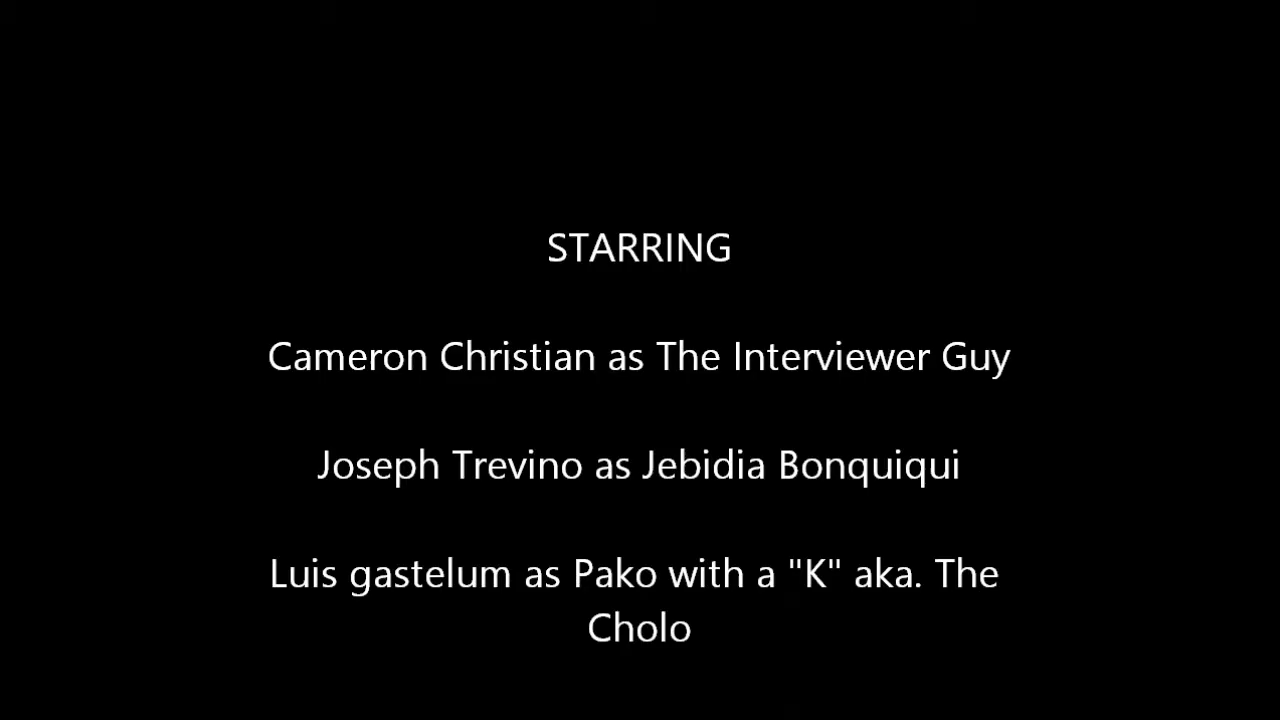 STARRING
Cameron Christian as The Interviewer Guy
Joseph Trevino as Jebidia Bonquiqui
Luis gastelum as Pako with a "K" aka. The
Cholo